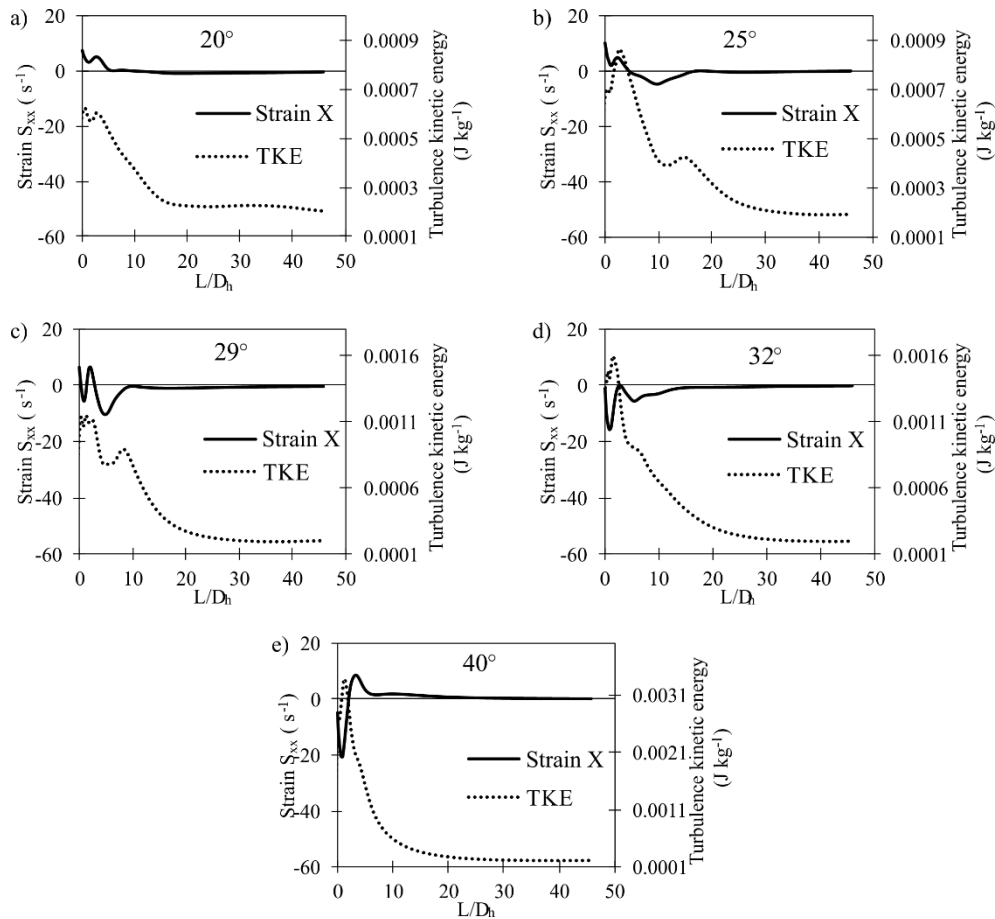 a)
20°
20
0
-20
-40
-60
0.0009
0.0007
0.0005
0.0003
0.0001
Strain Sxx ( s-1)
Turbulence kinetic energy
(J kg-1)
Strain X
TKE
0 10 20 30 40 50
L/Dh
b)
25°
20
0
-20
-40
-60
0.0009
0.0007
0.0005
0.0003
0.0001
Strain Sxx ( s-1)
Turbulence kinetic energy
(J kg-1)
Strain X
TKE
0 10 20 30 40 50
L/Dh
c)
29°
20
0
-20
-40
-60
0.0016
0.0011
0.0006
0.0001
Strain Sxx ( s-1)
Turbulence kinetic energy
(J kg-1)
Strain X
TKE
0 10 20 30 40 50
L/Dh
d)
32°
20
0
-20
-40
-60
0.0016
0.0011
0.0006
0.0001
Strain Sxx ( s-1)
Turbulence kinetic energy
(J kg-1)
Strain X
TKE
0 10 20 30 40 50
L/Dh
e)
40°
20
0
-20
-40
-60
0.0031
0.0021
0.0011
0.0001
Strain Sxx ( s-1)
Turbulence kinetic energy
(J kg-1)
Strain X
TKE
0 10 20 30 40 50
L/Dh